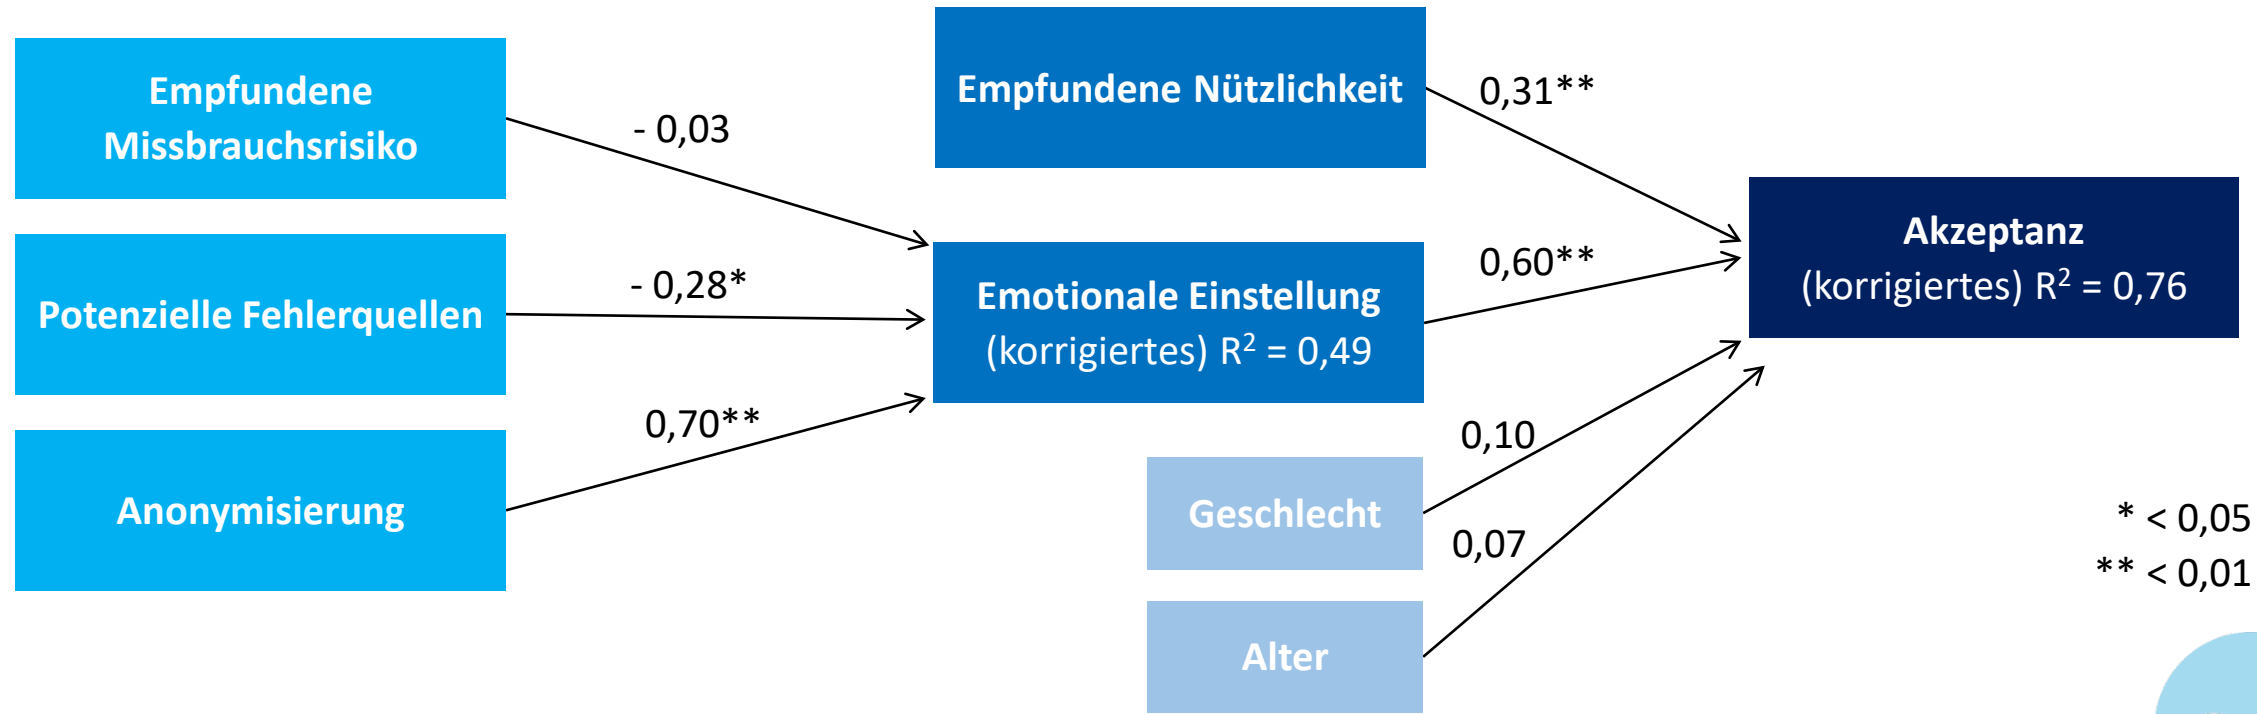 Empfundene
Missbrauchsrisiko
- 0,03
Potenzielle Fehlerquellen
- 0,28*
Anonymisierung
0,70**
Empfundene Nützlichkeit
0,31**
Emotionale Einstellung
(korrigiertes) R² = 0,49
0,60**
Geschlecht
0,10
Alter
0,07
Akzeptanz
(korrigiertes) R² = 0,76
* < 0,05
** < 0,01